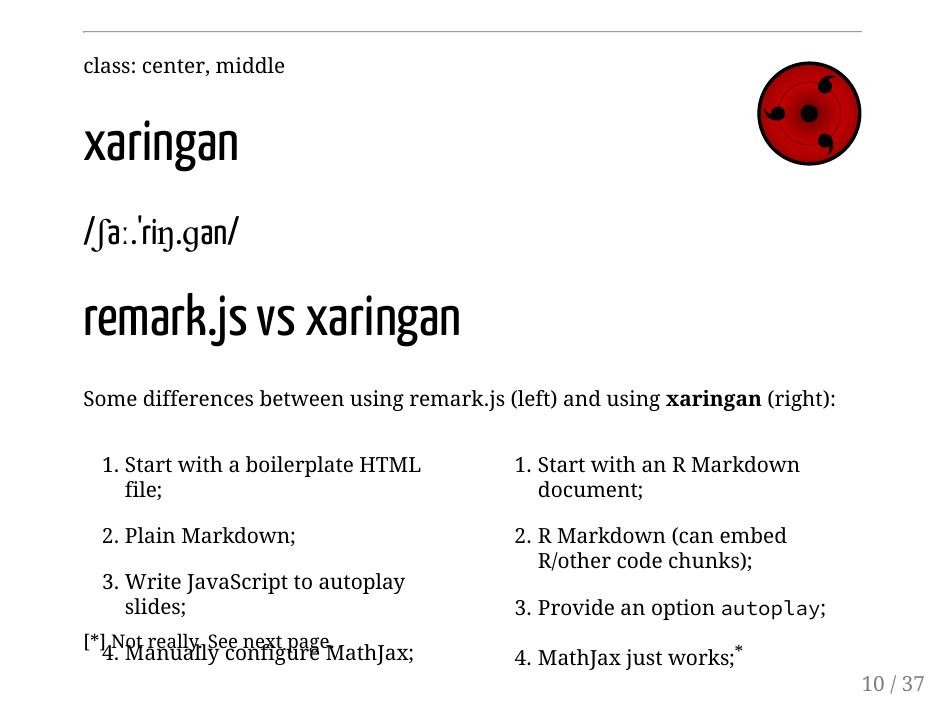 class: center, middle
xaringan
/ʃaː.'riŋ.ɡan/
remark.js vs xaringan
Some differences between using remark.js (left) and using xaringan (right):
1. Start with a boilerplate HTML
file;
2. Plain Markdown;
3. Write JavaScript to autoplay
slides;
4. Manually configure MathJax;
1. Start with an R Markdown
document;
2. R Markdown (can embed
R/other code chunks);
3. Provide an option autoplay;
4. MathJax just works;*
[*] Not really. See next page.
10 / 37